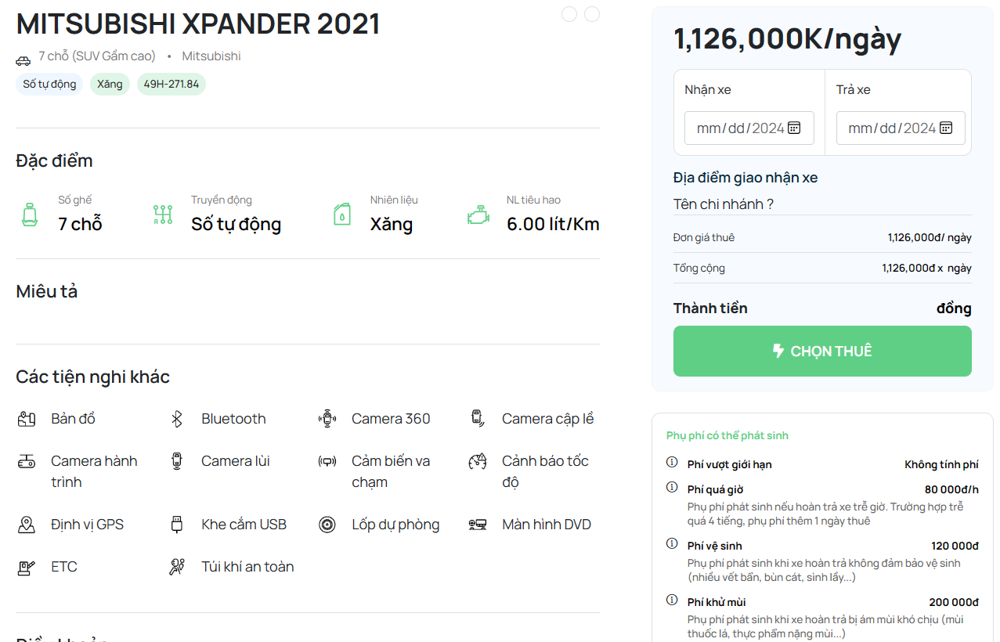 MITSUBISHI XPANDER 2021
7 chỗ (SUV Gầm cao) • Mitsubishi
Số tự động Xăng 49H-271.84
Đặc điểm
Số ghế
7 chỗ
Truyền động
Số tự động
Nhiên liệu
Xăng
NL tiêu hao
6.00 lít/Km
Miêu tả
Các tiện nghi khác
Bản đồ
Bluetooth
Camera 360
Camera cập lề
Camera hành
trình
Camera lùi
Cảm biến va
chạm
Cảnh báo tốc
độ
Định vị GPS
Khe cắm USB
Lốp dự phòng
Màn hình DVD
ETC
Túi khí an toàn
Điều khoản
1,126,000K/ngày
Nhận xe
mm/dd/2024
Trả xe
mm/dd/2024
Địa điểm giao nhận xe
Tên chi nhánh ?
Đơn giá thuê 1,126,000đ/ ngày
Tổng cộng 1,126,000đ x ngày
Thành tiền đồng
CHỌN THUÊ
Phụ phí có thể phát sinh
Phí vượt giới hạn Không tính phí
Phí quá giờ 80 000đ/h
Phụ phí phát sinh nếu hoàn trả xe trễ giờ. Trường hợp trễ
quá 4 tiếng, phụ phí thêm 1 ngày thuê
Phí vệ sinh 120 000đ
Phụ phí phát sinh khi xe hoàn trả không đảm bảo vệ sinh
(nhiều vết bẩn, bùn cát, sình lầy...)
Phí khử mùi 200 000đ
Phụ phí phát sinh khi xe hoàn trả bị ám mùi khó chịu (mùi
thuốc lá, thực phẩm nặng mùi...)